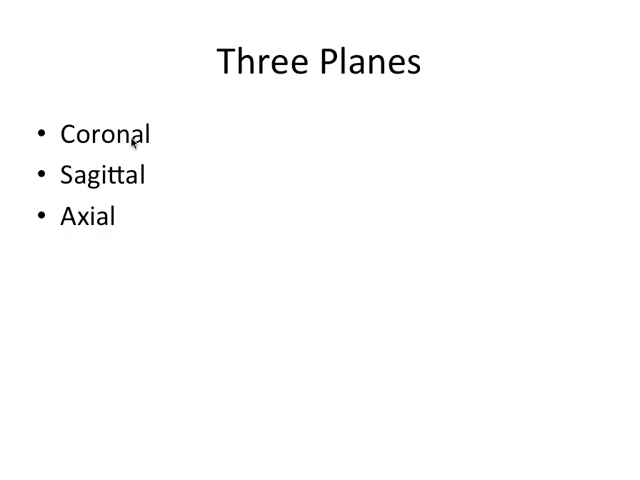 Three Planes
• Coronal
• Sagittal
• Axial